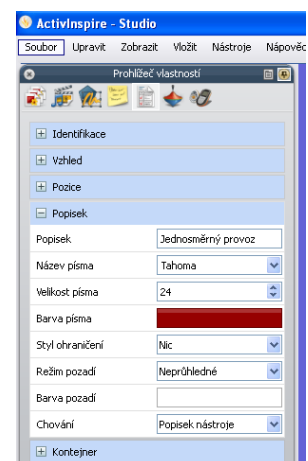 ActivInspire - Studio
Soubor Upravit Zobrazit Vložit Nástroje
Prohlížeč vlastností
Identifikace
Vzhled
Pozice
Popisek
Popisek Jednosměrný provoz
Název písma Tahoma
Velikost písma 24
Barva písma
Styl ohraničení Nic
Režim pozadí Neprůhledné
Barva pozadí
Chování Popisek nástroje
Kontejner